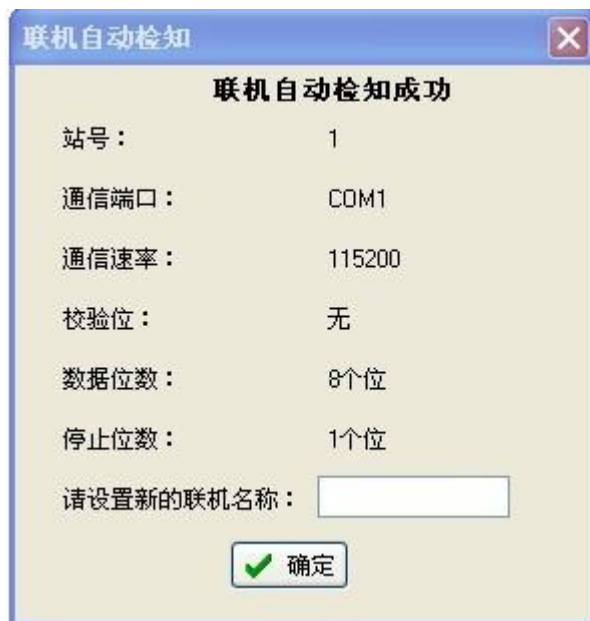 联机自动检知
联机自动检知成功
站号： 1
通信端口： COM1
通信速率： 115200
校验位： 无
数据位数： 8个位
停止位数： 1个位
请设置新的联机名称：
确定